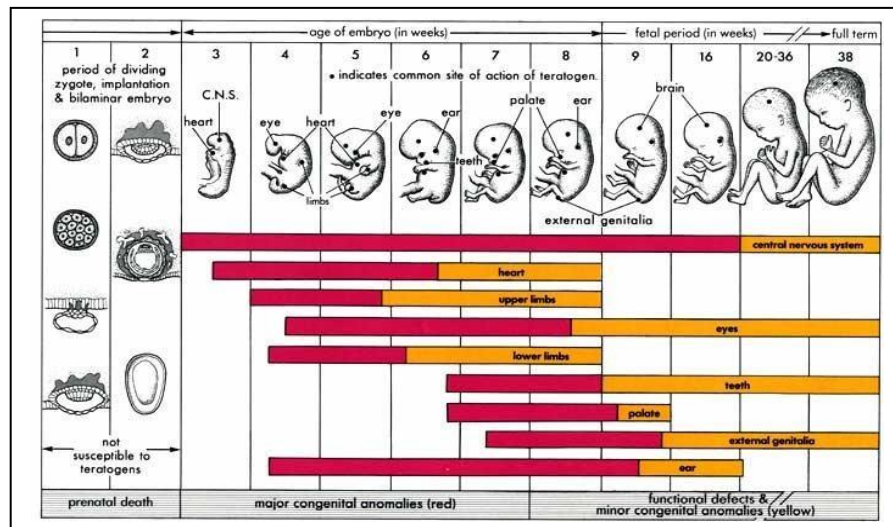 age of embryo (in weeks)
fetal period (in weeks)
full term
1 2 3 4 5 6 7 8 9 16 20-36 38
period of dividing
zygote, implantation
& bilaminar embryo
• indicates common site of action of teratogen.
C.N.S.
heart
eye
heart
limbs
eye
ear
teeth
palate
ear
external genitalia
brain
central nervous system
heart
upper limbs
eyes
lower limbs
teeth
palate
external genitalia
ear
not
susceptible to
teratogens
prenatal death
major congenital anomalies (red)
functional defects &
minor congenital anomalies (yellow)